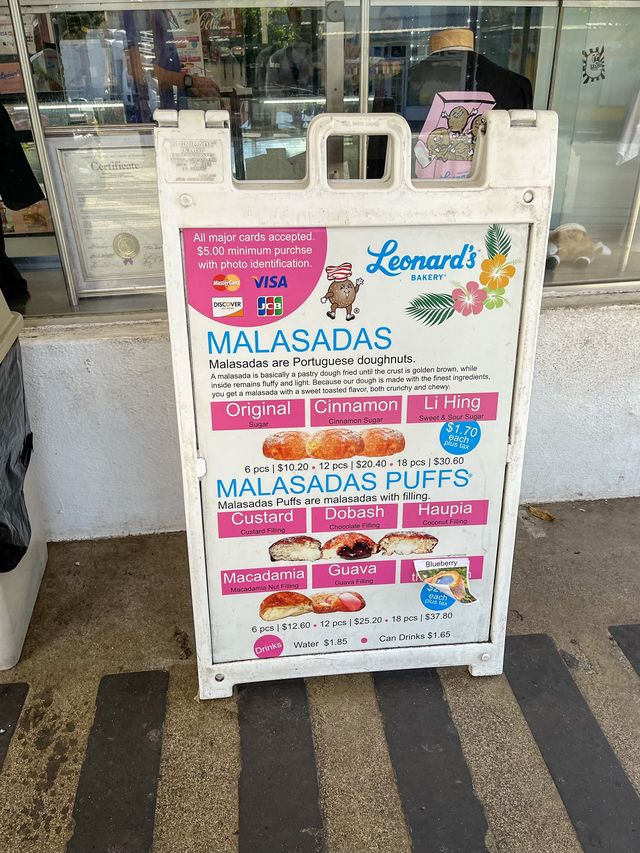 Certificate
All major cards accepted.
$5.00 minimum purchse
with photo identification.
MasterCard VISA
DISCOVER JCB
Leonard's
BAKERY
MALASADAS
Malasadas are Portuguese doughnuts.
A malasada is basically a pastry dough fried until the crust is golden brown, while
inside remains fluffy and light. Because our dough is made with the finest ingredients,
you get a malasada with a sweet toasted flavor, both crunchy and chewy.
Original
Sugar
Cinnamon
Cinnamon Sugar
Li Hing
Sweet & Sour Sugar
$1.70
each
plus tax
6 pcs | $10.20 • 12 pcs | $20.40 • 18 pcs | $30.60
MALASADAS PUFFS®
Malasadas Puffs are malasadas with filling.
Custard
Custard Filling
Dobash
Chocolate Filling
Haupia
Coconut Filling
Macadamia
Macadamia Nut Filling
Guava
Guava Filling
Blueberry
each
plus tax
6 pcs | $12.60 • 12 pcs | $25.20 • 18 pcs | $37.80
Drinks
Water $1.85 • Can Drinks $1.65